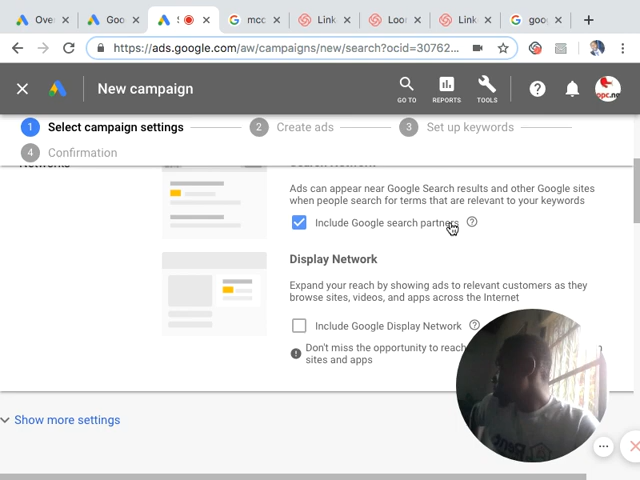 Ove
Goo
S
mcc
Link
Loo
Link
goo
https://ads.google.com/aw/campaigns/new/search?ocid=30762...
New campaign
GO TO
REPORTS
TOOLS
1 Select campaign settings
2 Create ads
3 Set up keywords
4 Confirmation
Networks
Search Network
Ads can appear near Google Search results and other Google sites
when people search for terms that are relevant to your keywords
Include Google search partners
Display Network
Expand your reach by showing ads to relevant customers as they
browse sites, videos, and apps across the Internet
Include Google Display Network
Don't miss the opportunity to reach
sites and apps
Show more settings